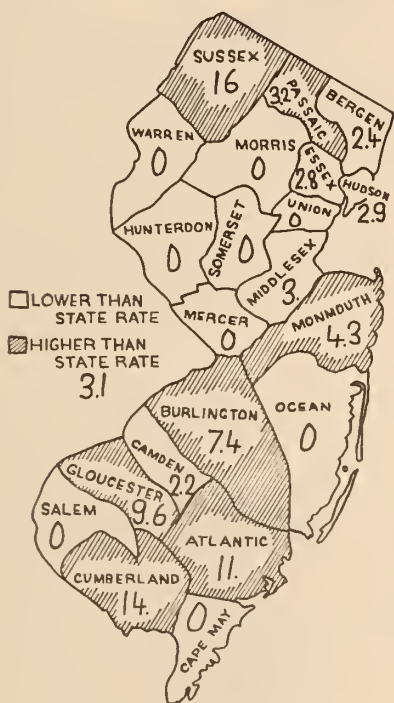 SUSSEX
16
PASSAIC
3.2
BERGEN
2.4
WARREN
0
MORRIS
0
ESSEX
2.8
HUDSON
2.9
UNION
0
HUNTERDON
0
SOMERSET
0
MIDDLESEX
3.
MERCER
0
MONMOUTH
4.3
LOWER THAN
STATE RATE
HIGHER THAN
STATE RATE
3.1
BURLINGTON
7.4
OCEAN
0
CAMDEN
2.2
GLOUCESTER
9.6
SALEM
0
ATLANTIC
11.
CUMBERLAND
14.
0
CAPE MAY